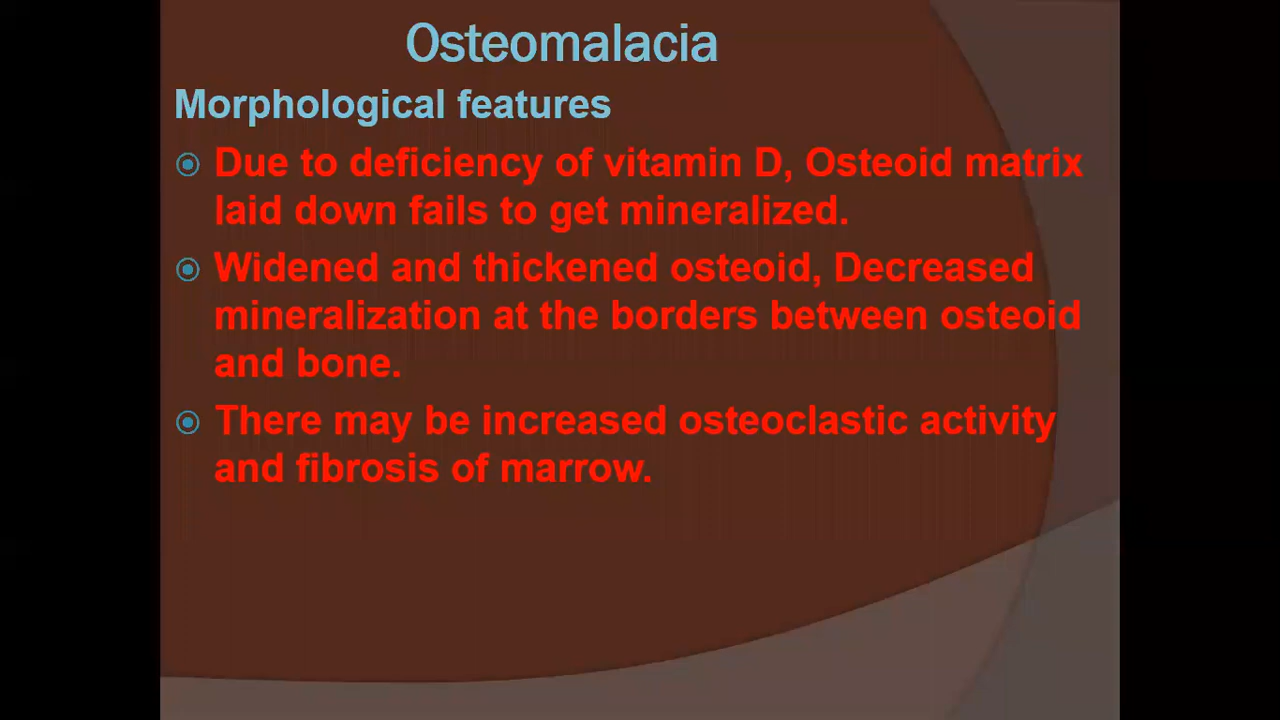 Osteomalacia
Morphological features
Due to deficiency of vitamin D, Osteoid matrix
laid down fails to get mineralized.
Widened and thickened osteoid, Decreased
mineralization at the borders between osteoid
and bone.
There may be increased osteoclastic activity
and fibrosis of marrow.